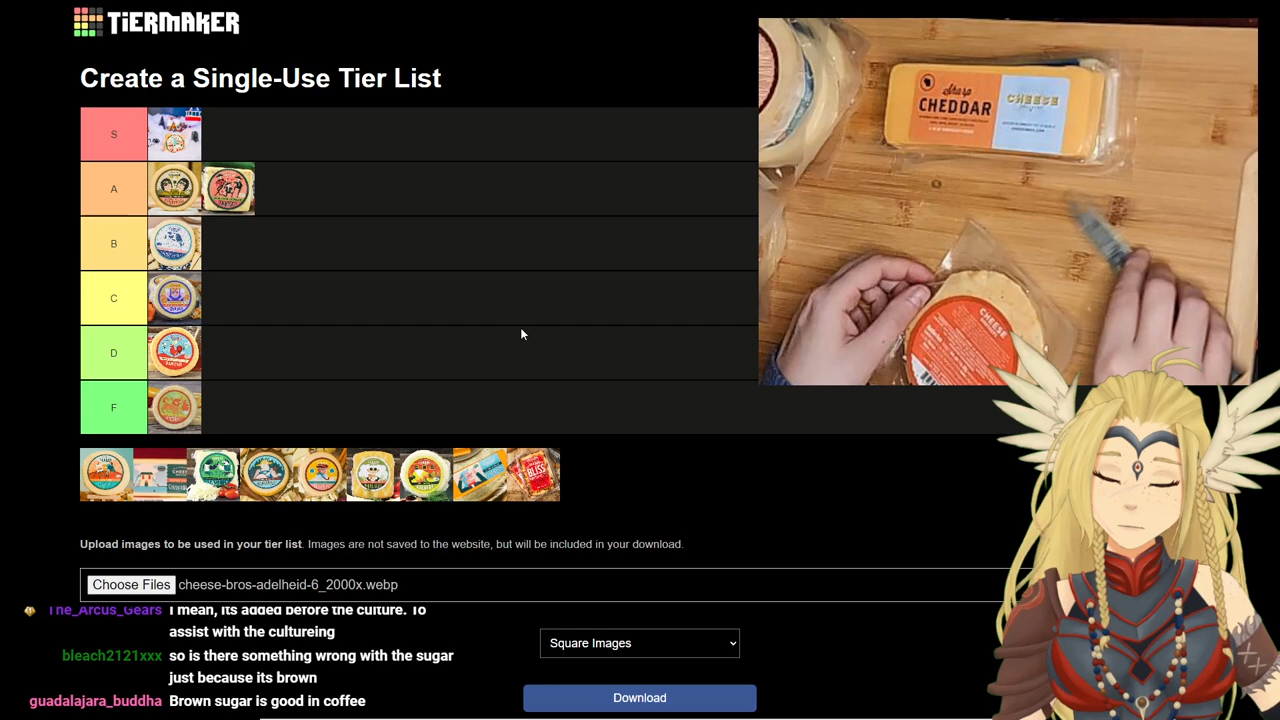 TiERMAKER
Create a Single-Use Tier List
S
A
B
C
D
F
Sharp
CHEDDAR
CHEESE
CHEESE
BLISS
Upload images to be used in your tier list. Images are not saved to the website, but will be included in your download.
Choose Files cheese-bros-adelheid-6_2000x.webp
The_Arcus_Gears I mean, its added before the culture. To
assist with the cultureing
bleach2121xxx so is there something wrong with the sugar
just because its brown
guadalajara_buddha Brown sugar is good in coffee
Square Images
Download